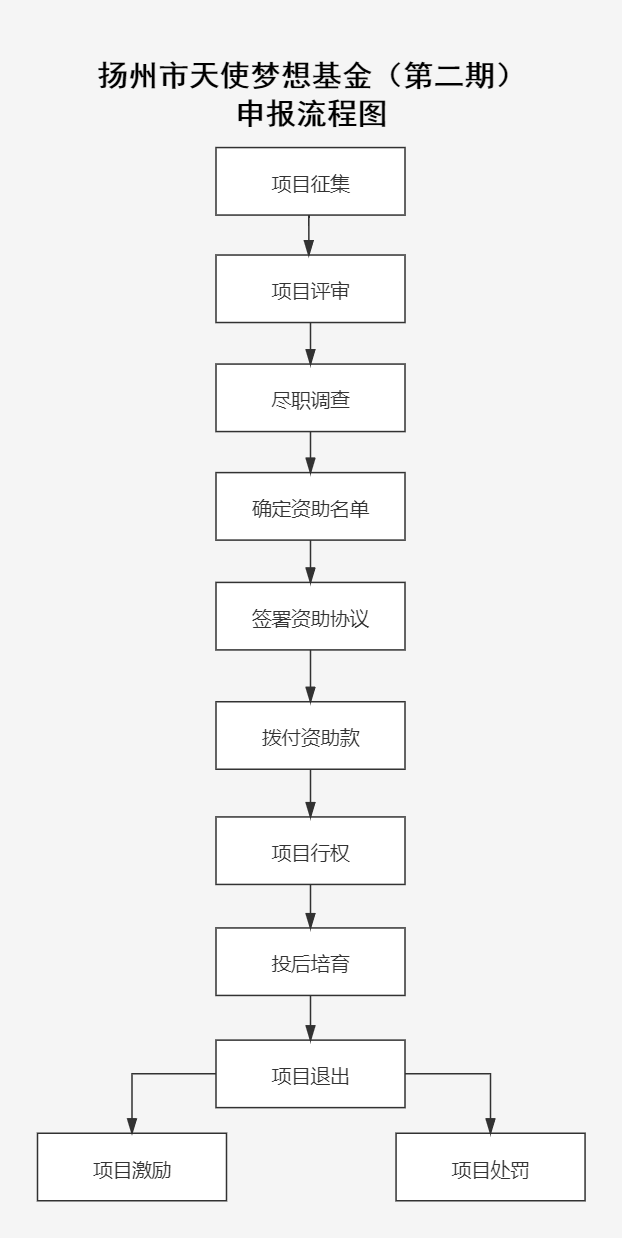 扬州市天使梦想基金（第二期）
申报流程图
项目征集
项目评审
尽职调查
确定资助名单
签署资助协议
拨付资助款
项目行权
投后培育
项目退出
项目激励
项目处罚